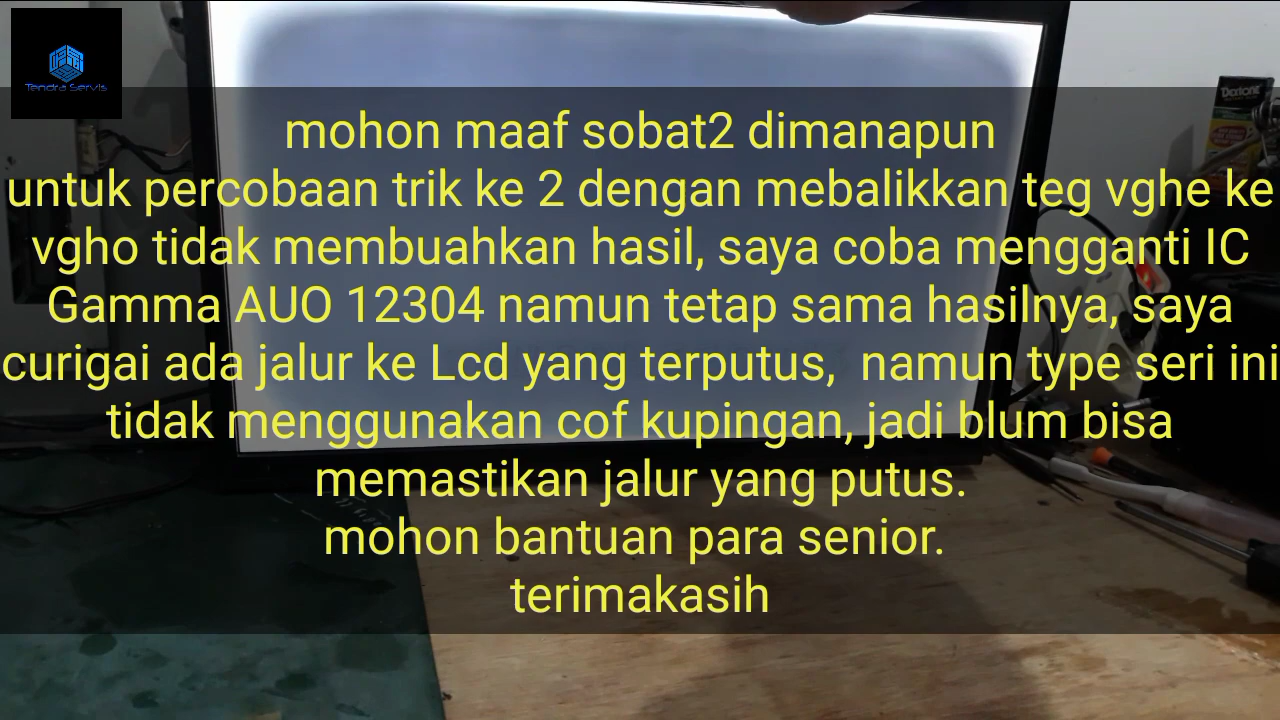 Tendra Servis
Dextone
mohon maaf sobat2 dimanapun
untuk percobaan trik ke 2 dengan mebalikkan teg vghe ke
vgho tidak membuahkan hasil, saya coba mengganti IC
Gamma AUO 12304 namun tetap sama hasilnya, saya
curigai ada jalur ke Lcd yang terputus,  namun type seri ini
tidak menggunakan cof kupingan, jadi blum bisa
memastikan jalur yang putus.
mohon bantuan para senior.
terimakasih